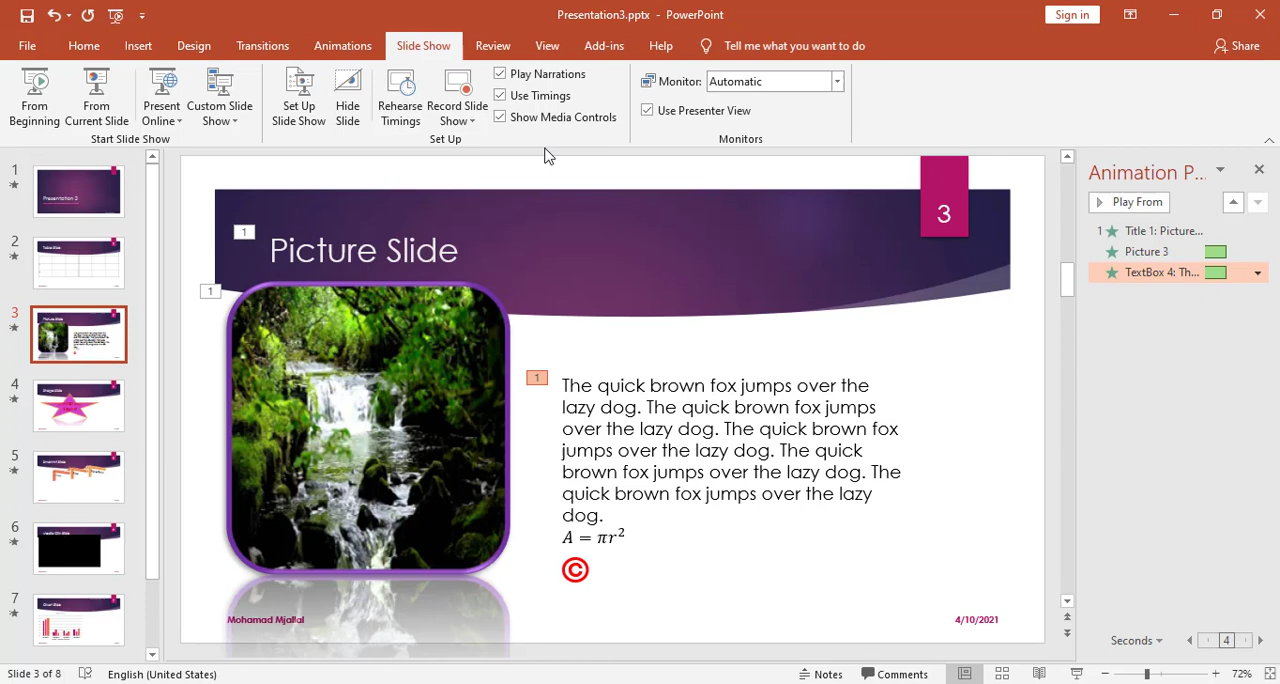 Presentation3.pptx - PowerPoint
Sign in
File Home Insert Design Transitions Animations Slide Show Review View Add-ins Help Tell me what you want to do Share
From Beginning
From Current Slide
Present Online
Custom Slide Show
Start Slide Show
Set Up Slide Show
Hide Slide
Rehearse Timings
Record Slide Show
Play Narrations
Use Timings
Show Media Controls
Set Up
Monitor: Automatic
Use Presenter View
Monitors
1
Presentation 3
2
3
4
5
6
7
3
1
Picture Slide
1
1
The quick brown fox jumps over the
lazy dog. The quick brown fox jumps
over the lazy dog. The quick brown fox
jumps over the lazy dog. The quick
brown fox jumps over the lazy dog. The
quick brown fox jumps over the lazy
dog.
A = πr²
©
Mohamad Mjallal
4/10/2021
Animation P...
Play From
1 Title 1: Picture...
Picture 3
TextBox 4: Th...
Seconds
4
Slide 3 of 8
English (United States)
Notes
Comments
72%